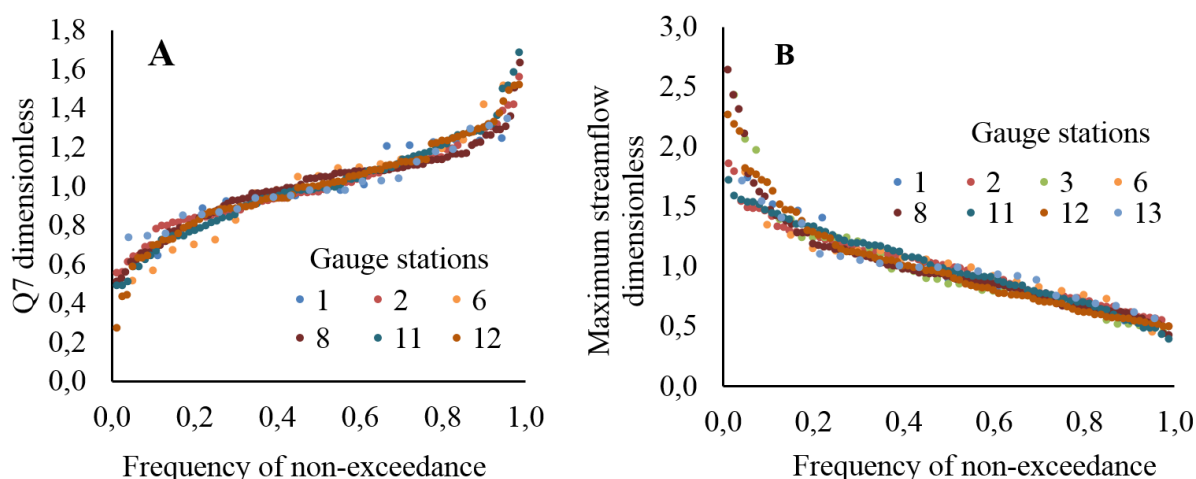 A
Q7 dimensionless
1,8
1,6
1,4
1,2
1,0
0,8
0,6
0,4
0,2
0,0
Gauge stations
1 2 6
8 11 12
0,0 0,2 0,4 0,6 0,8 1,0
Frequency of non-exceedance
B
Maximum streamflow
dimensionless
3,0
2,5
2,0
1,5
1,0
0,5
0,0
Gauge stations
1 2 3 6
8 11 12 13
0,0 0,2 0,4 0,6 0,8 1,0
Frequency of non-exceedance